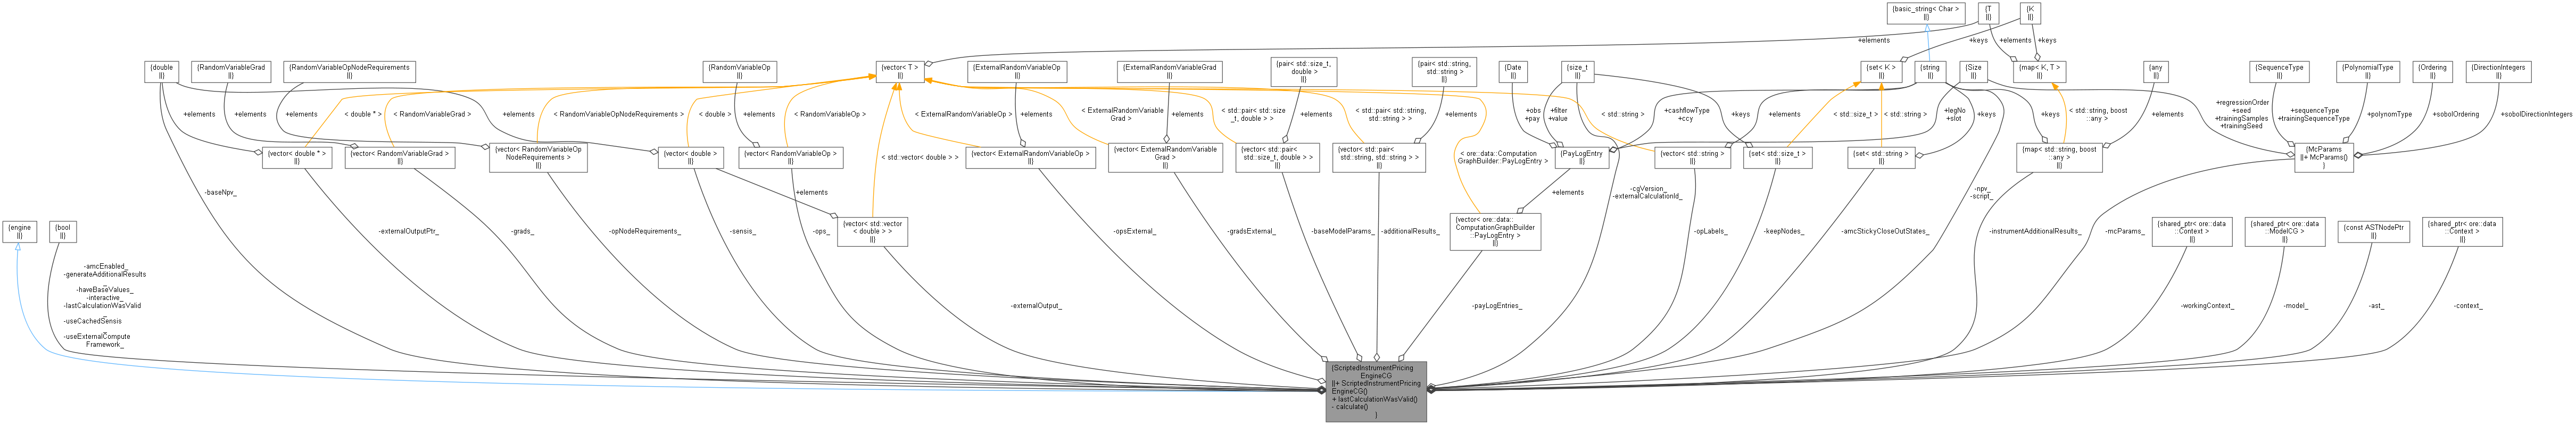 {basic_string< Char >
||}
{T
||}
{K
||}
+elements
+keys
+elements
+keys
{double
||}
{RandomVariableGrad
||}
{RandomVariableOpNodeRequirements
||}
{RandomVariableOp
||}
{vector< T >
||}
{ExternalRandomVariableOp
||}
{ExternalRandomVariableGrad
||}
{pair< std::size_t,
double >
||}
{pair< std::string,
std::string >
||}
{Date
||}
{size_t
||}
{set< K >
||}
{string
||}
{Size
||}
{map< K, T >
||}
{any
||}
{SequenceType
||}
{PolynomialType
||}
{Ordering
||}
{DirectionIntegers
||}
+elements
+elements
+elements
< double * >
< RandomVariableGrad >
< RandomVariableOpNodeRequirements >
+elements
< double >
+elements
< RandomVariableOp >
< std::vector< double > >
< ExternalRandomVariableOp >
+elements
< ExternalRandomVariable
Grad >
+elements
< std::pair< std::size
_t, double > >
+elements
< std::pair< std::string,
std::string > >
+elements
< ore::data::Computation
GraphBuilder::PayLogEntry >
+obs
+pay
+filter
+value
< std::string >
+cashflowType
+ccy
+elements
+keys
< std::size_t >
< std::string >
+legNo
+slot
+keys
+keys
< std::string, boost
::any >
+elements
+regressionOrder
+seed
+trainingSamples
+trainingSeed
+sequenceType
+trainingSequenceType
+polynomType
+sobolOrdering
+sobolDirectionIntegers
{vector< double * >
||}
{vector< RandomVariableGrad >
||}
{vector< RandomVariableOp
NodeRequirements >
||}
{vector< double >
||}
{vector< RandomVariableOp >
||}
{vector< ExternalRandomVariableOp >
||}
{vector< ExternalRandomVariable
Grad >
||}
{vector< std::pair<
std::size_t, double > >
||}
{vector< std::pair<
std::string, std::string > >
||}
{PayLogEntry
||}
{vector< std::string >
||}
{set< std::size_t >
||}
{set< std::string >
||}
{map< std::string, boost
::any >
||}
{McParams
||+ McParams()
}
-baseNpv_
+elements
+elements
-cgVersion_
-externalCalculationId_
-npv_
-script_
{engine
||}
{bool
||}
{vector< std::vector
< double > >
||}
{vector< ore::data::
ComputationGraphBuilder
::PayLogEntry >
||}
{shared_ptr< ore::data
::Context >
||}
{shared_ptr< ore::data
::ModelCG >
||}
{const ASTNodePtr
||}
{shared_ptr< ore::data
::Context >
||}
-externalOutputPtr_
-grads_
-opNodeRequirements_
-sensis_
-ops_
-opsExternal_
-gradsExternal_
-baseModelParams_
-additionalResults_
-opLabels_
-keepNodes_
-amcStickyCloseOutStates_
-instrumentAdditionalResults_
-mcParams_
-amcEnabled_
-generateAdditionalResults
_
-haveBaseValues_
-interactive_
-lastCalculationWasValid
_
-useCachedSensis
_
-useExternalCompute
Framework_
-externalOutput_
-payLogEntries_
-workingContext_
-model_
-ast_
-context_
{ScriptedInstrumentPricing
EngineCG
||+ ScriptedInstrumentPricing
EngineCG()
+ lastCalculationWasValid()
- calculate()
}